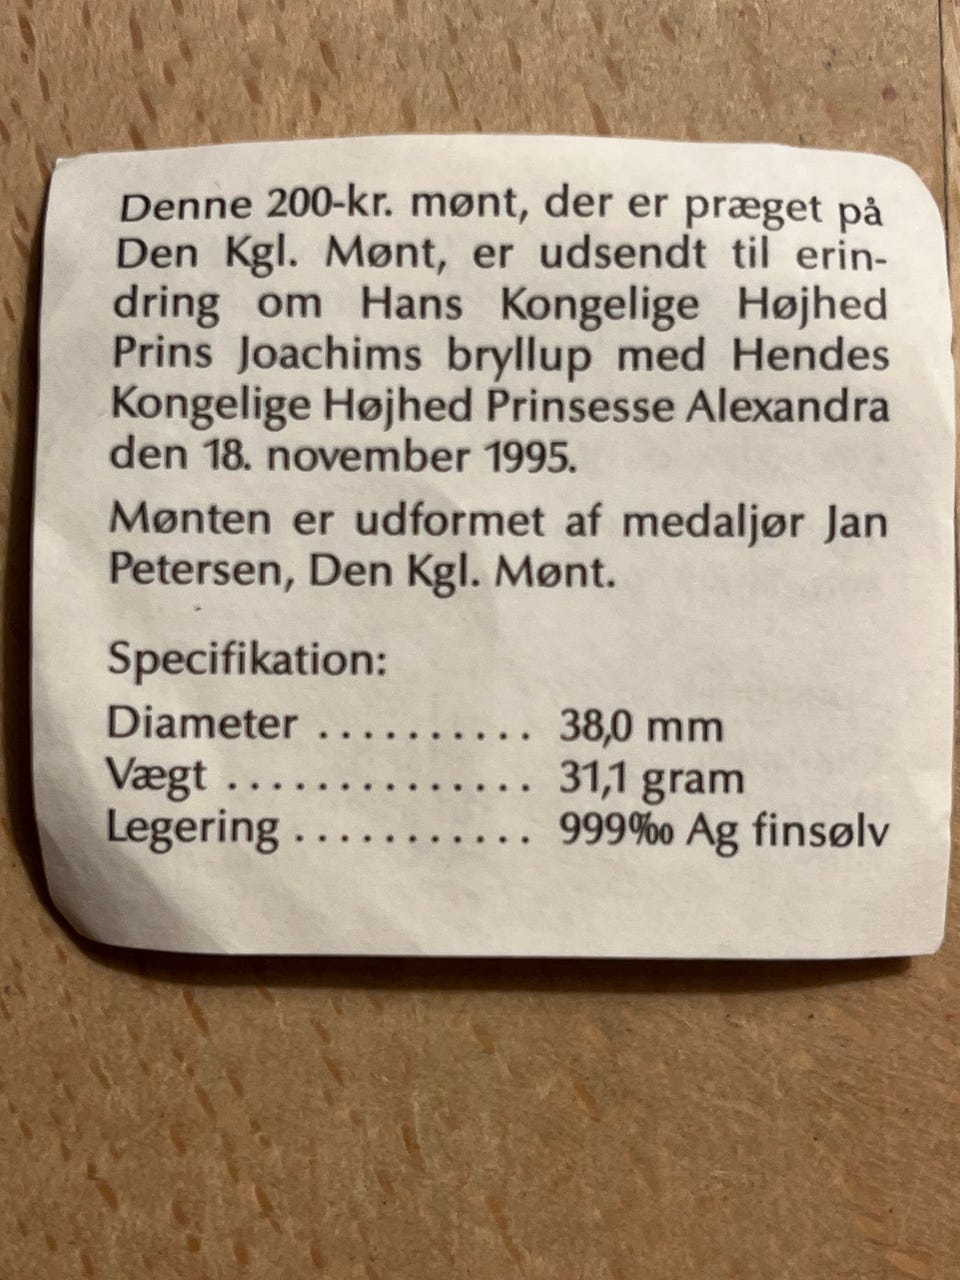 Denne 200-kr. mønt, der er præget på
Den Kgl. Mønt, er udsendt til erin-
dring om Hans Kongelige Højhed
Prins Joachims bryllup med Hendes
Kongelige Højhed Prinsesse Alexandra
den 18. november 1995.
Mønten er udformet af medaljør Jan
Petersen, Den Kgl. Mønt.
Specifikation:
Diameter .......... 38,0 mm
Vægt .............. 31,1 gram
Legering ........... 999‰ Ag finsølv